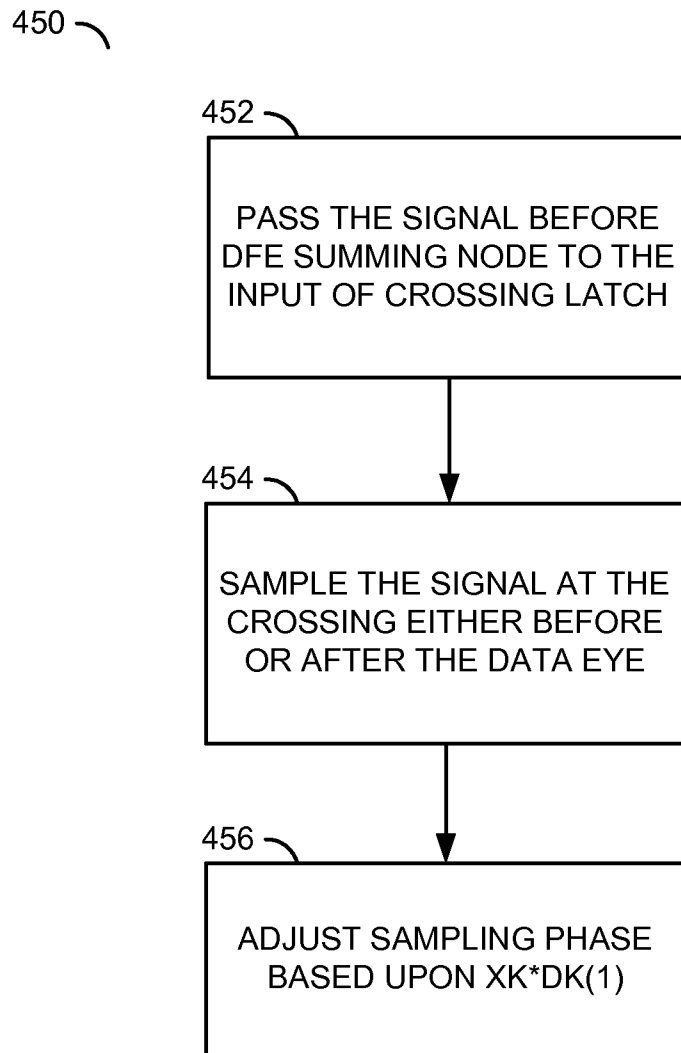 450
452
PASS THE SIGNAL BEFORE
DFE SUMMING NODE TO THE
INPUT OF CROSSING LATCH
454
SAMPLE THE SIGNAL AT THE
CROSSING EITHER BEFORE
OR AFTER THE DATA EYE
456
ADJUST SAMPLING PHASE
BASED UPON XK*DK(1)